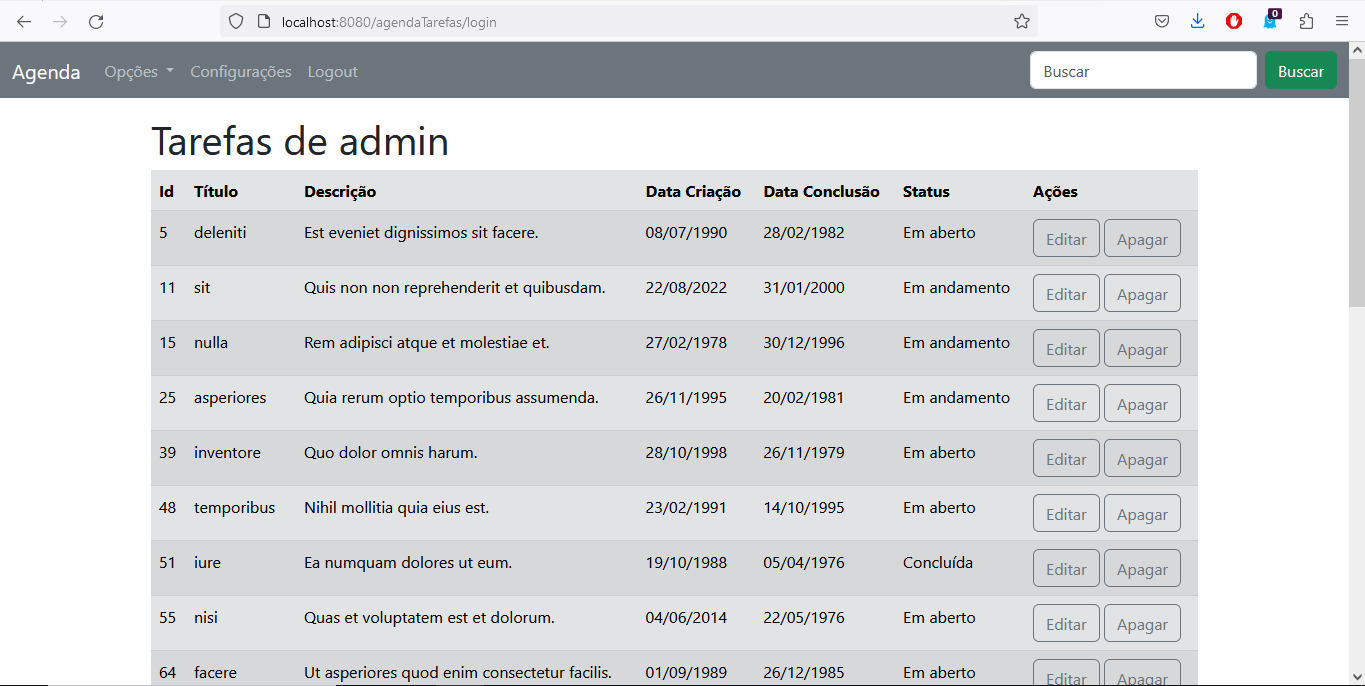 localhost:8080/agendaTarefas/login
0
Agenda Opções Configurações Logout Buscar Buscar
Tarefas de admin
Id Título Descrição Data Criação Data Conclusão Status Ações
5 deleniti Est eveniet dignissimos sit facere. 08/07/1990 28/02/1982 Em aberto Editar Apagar
11 sit Quis non non reprehenderit et quibusdam. 22/08/2022 31/01/2000 Em andamento Editar Apagar
15 nulla Rem adipisci atque et molestiae et. 27/02/1978 30/12/1996 Em andamento Editar Apagar
25 asperiores Quia rerum optio temporibus assumenda. 26/11/1995 20/02/1981 Em andamento Editar Apagar
39 inventore Quo dolor omnis harum. 28/10/1998 26/11/1979 Em aberto Editar Apagar
48 temporibus Nihil mollitia quia eius est. 23/02/1991 14/10/1995 Em aberto Editar Apagar
51 iure Ea numquam dolores ut eum. 19/10/1988 05/04/1976 Concluída Editar Apagar
55 nisi Quas et voluptatem est et dolorum. 04/06/2014 22/05/1976 Em aberto Editar Apagar
64 facere Ut asperiores quod enim consectetur facilis. 01/09/1989 26/12/1985 Em aberto Editar Apagar